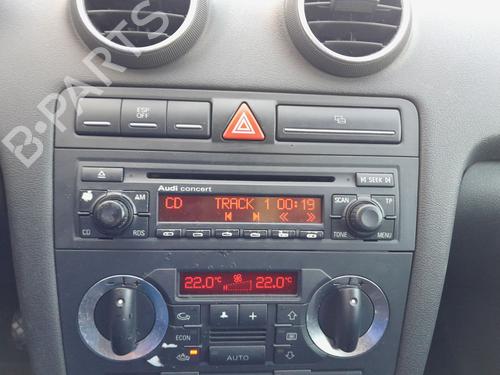 B-PARTS
ESP
OFF
Audi concert
SEEK
AM
CD TRACK 1 00:19
SCAN TP
CD RDS
TONE MENU
22.0°C 22.0°C
ECON
AUTO